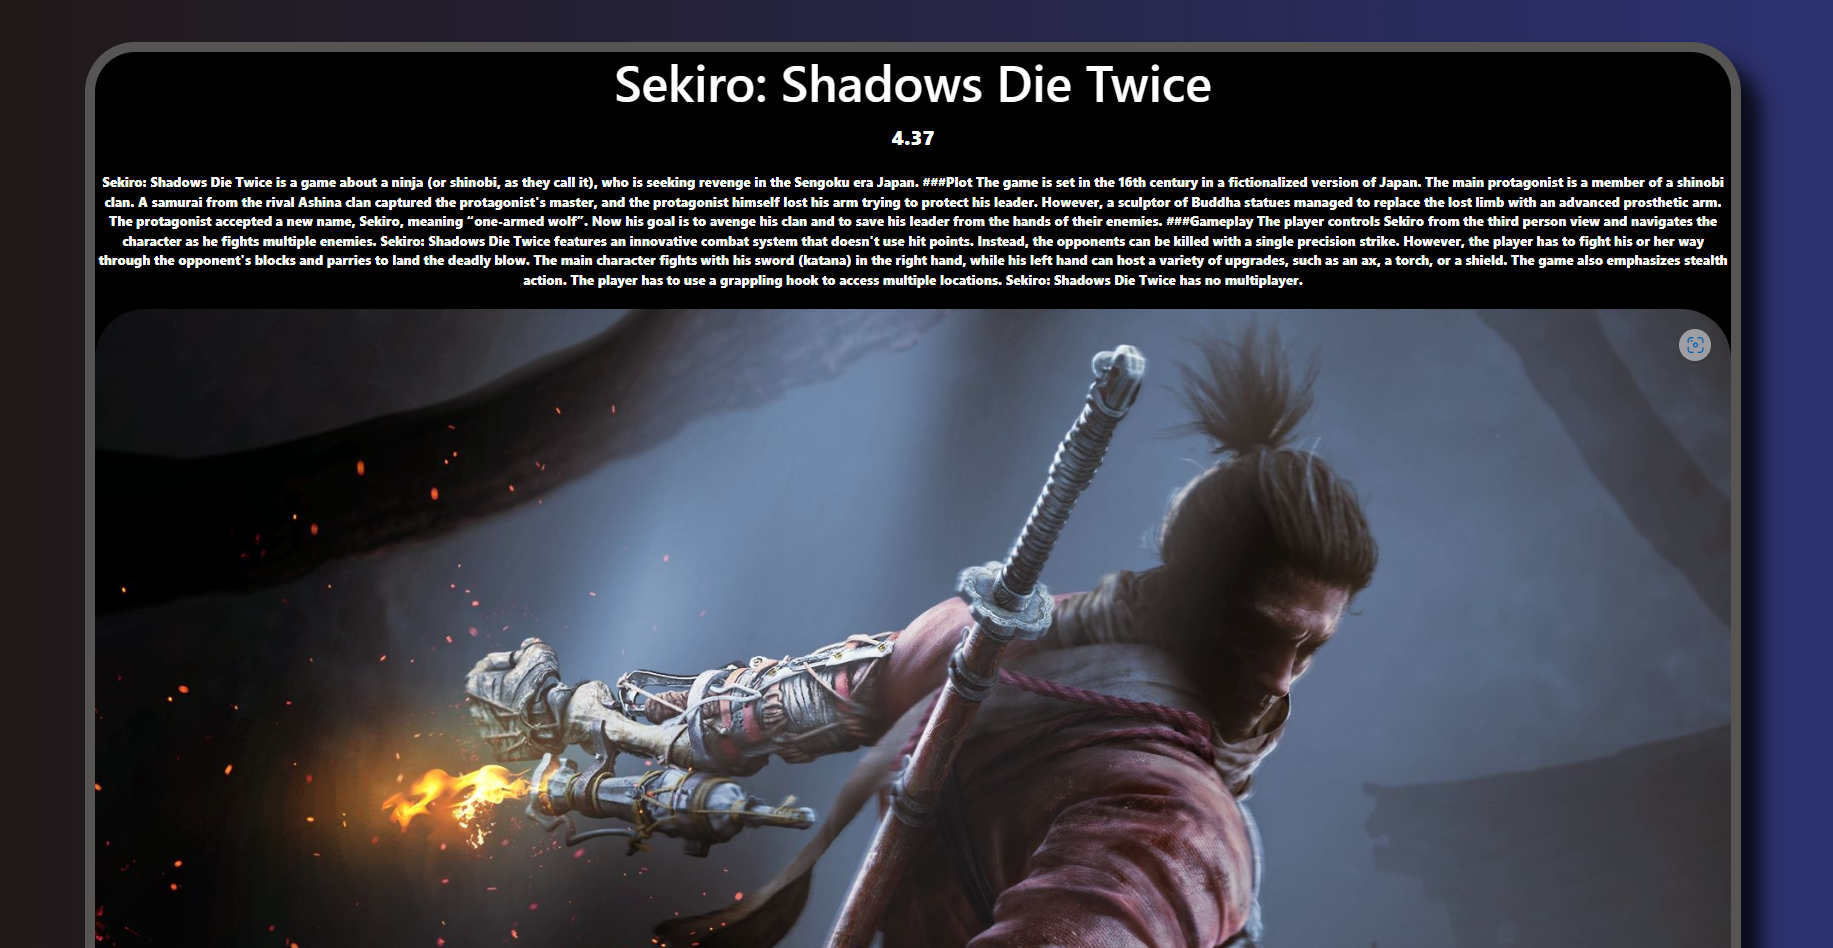 Sekiro: Shadows Die Twice
4.37
Sekiro: Shadows Die Twice is a game about a ninja (or shinobi, as they call it), who is seeking revenge in the Sengoku era Japan. ###Plot The game is set in the 16th century in a fictionalized version of Japan. The main protagonist is a member of a shinobi
clan. A samurai from the rival Ashina clan captured the protagonist's master, and the protagonist himself lost his arm trying to protect his leader. However, a sculptor of Buddha statues managed to replace the lost limb with an advanced prosthetic arm.
The protagonist accepted a new name, Sekiro, meaning “one-armed wolf”. Now his goal is to avenge his clan and to save his leader from the hands of their enemies. ###Gameplay The player controls Sekiro from the third person view and navigates the
character as he fights multiple enemies. Sekiro: Shadows Die Twice features an innovative combat system that doesn't use hit points. Instead, the opponents can be killed with a single precision strike. However, the player has to fight his or her way
through the opponent's blocks and parries to land the deadly blow. The main character fights with his sword (katana) in the right hand, while his left hand can host a variety of upgrades, such as an ax, a torch, or a shield. The game also emphasizes stealth
action. The player has to use a grappling hook to access multiple locations. Sekiro: Shadows Die Twice has no multiplayer.